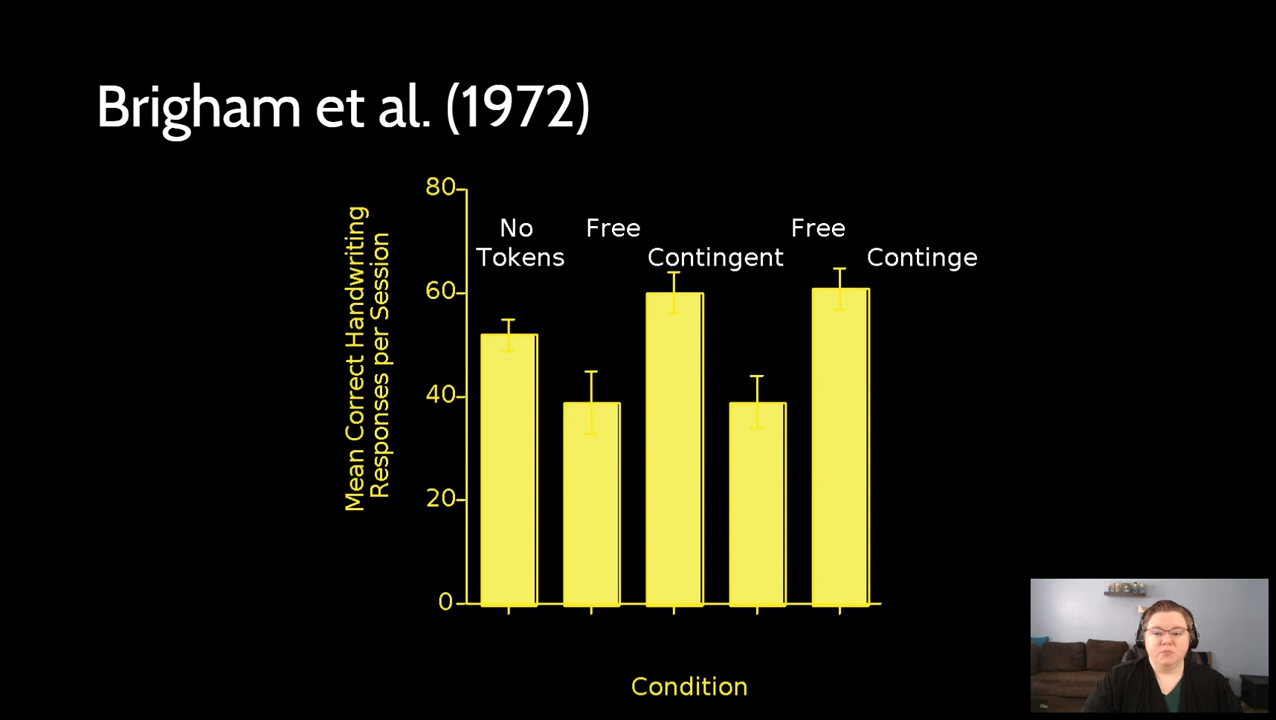 Brigham et al. (1972)
80
60
40
20
0
Mean Correct Handwriting
Responses per Session
No
Tokens
Free
Contingent
Free
Continge
Condition